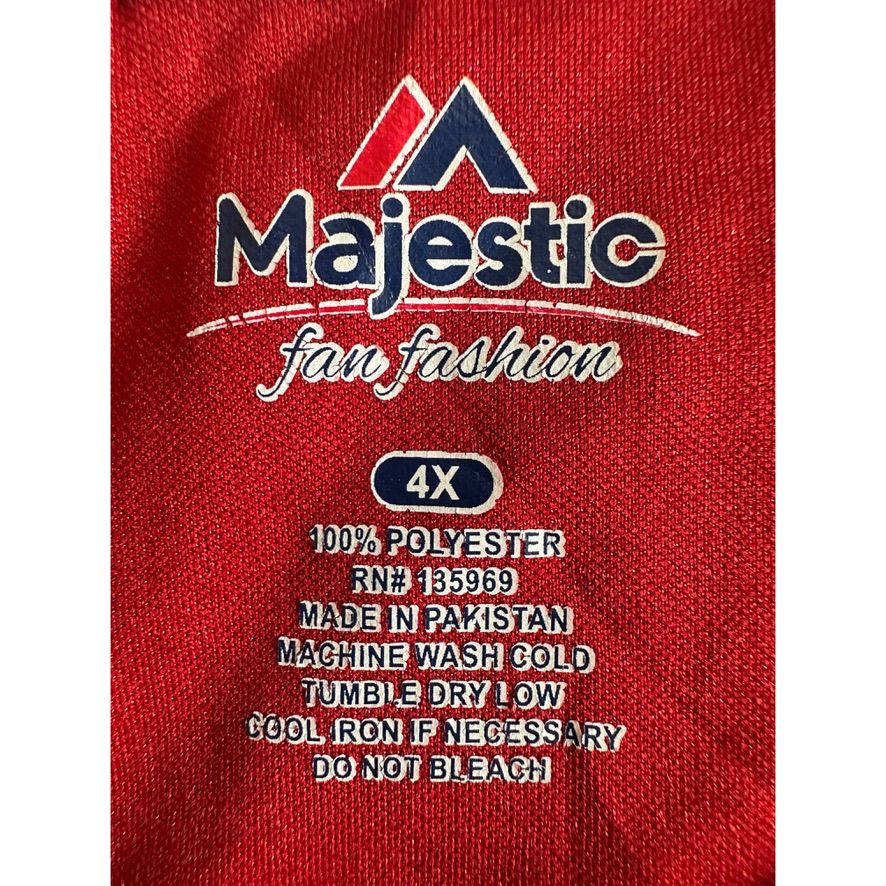 Majestic
fan fashion
4X
100% POLYESTER
RN# 135969
MADE IN PAKISTAN
MACHINE WASH COLD
TUMBLE DRY LOW
COOL IRON IF NECESSARY
DO NOT BLEACH